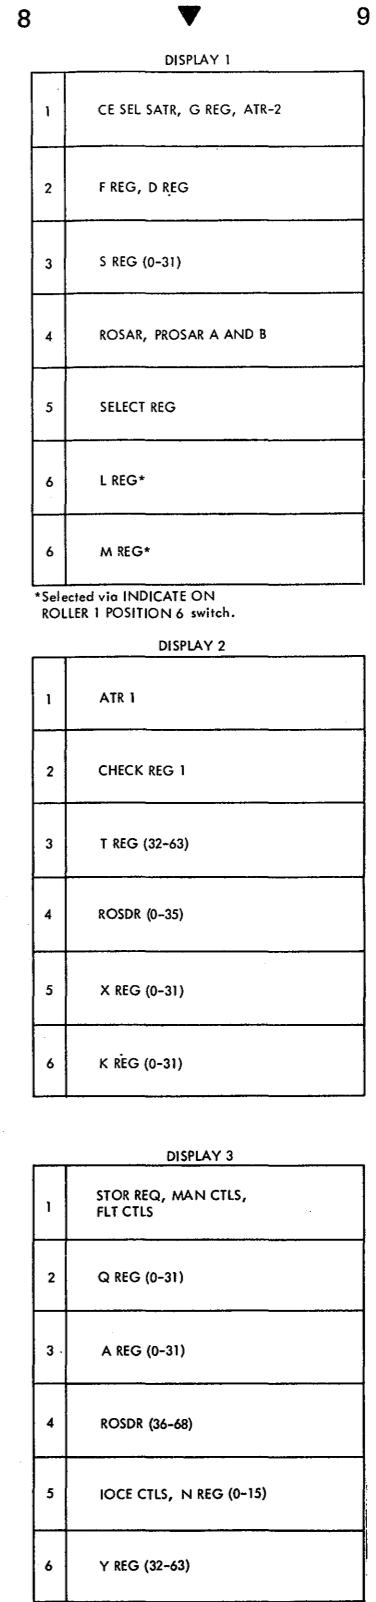 8 ▼ 9
DISPLAY 1
1 CE SEL SATR, G REG, ATR-2
2 F REG, D REG
3 S REG (0-31)
4 ROSAR, PROSAR A AND B
5 SELECT REG
6 L REG*
6 M REG*
*Selected via INDICATE ON
ROLLER 1 POSITION 6 switch.
DISPLAY 2
1 ATR 1
2 CHECK REG 1
3 T REG (32-63)
4 ROSDR (0-35)
5 X REG (0-31)
6 K REG (0-31)
DISPLAY 3
1 STOR REQ, MAN CTLS,
FLT CTLS
2 Q REG (0-31)
3 A REG (0-31)
4 ROSDR (36-68)
5 IOCE CTLS, N REG (0-15)
6 Y REG (32-63)